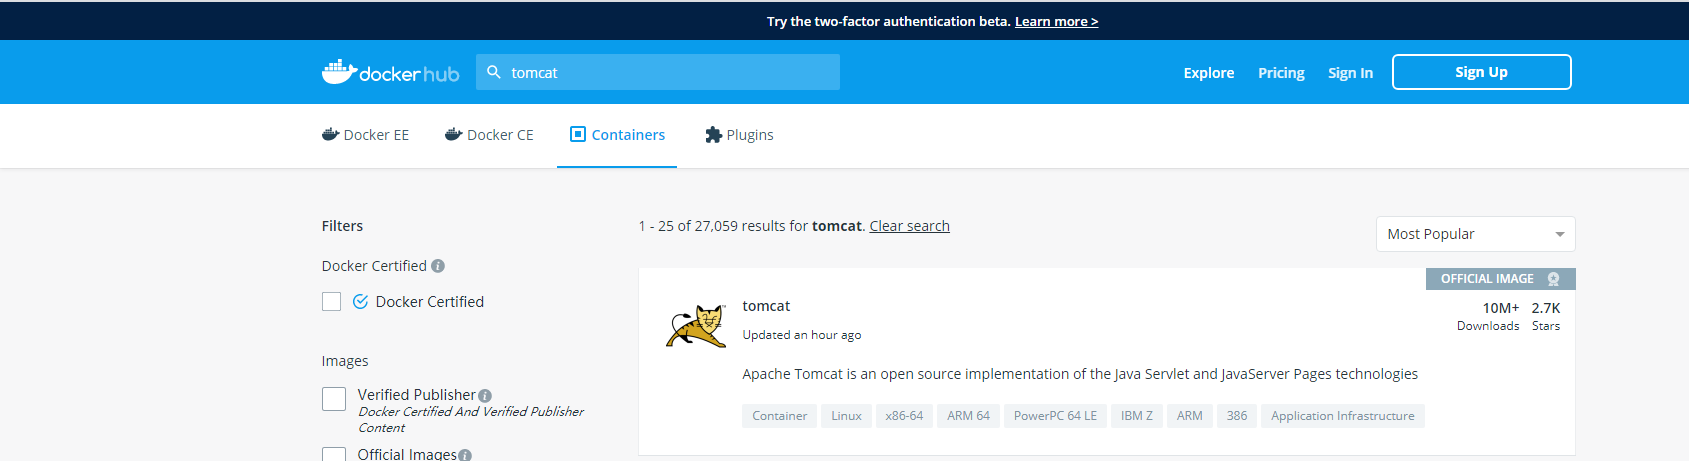 Try the two-factor authentication beta. Learn more >
dockerhub
tomcat
Explore
Pricing
Sign In
Sign Up
Docker EE
Docker CE
Containers
Plugins
Filters
1 - 25 of 27,059 results for tomcat. Clear search
Most Popular
Docker Certified
Docker Certified
Images
Verified Publisher
Docker Certified And Verified Publisher
Content
Official Images
OFFICIAL IMAGE
tomcat
Updated an hour ago
10M+
Downloads
2.7K
Stars
Apache Tomcat is an open source implementation of the Java Servlet and JavaServer Pages technologies
Container
Linux
x86-64
ARM 64
PowerPC 64 LE
IBM Z
ARM
386
Application Infrastructure